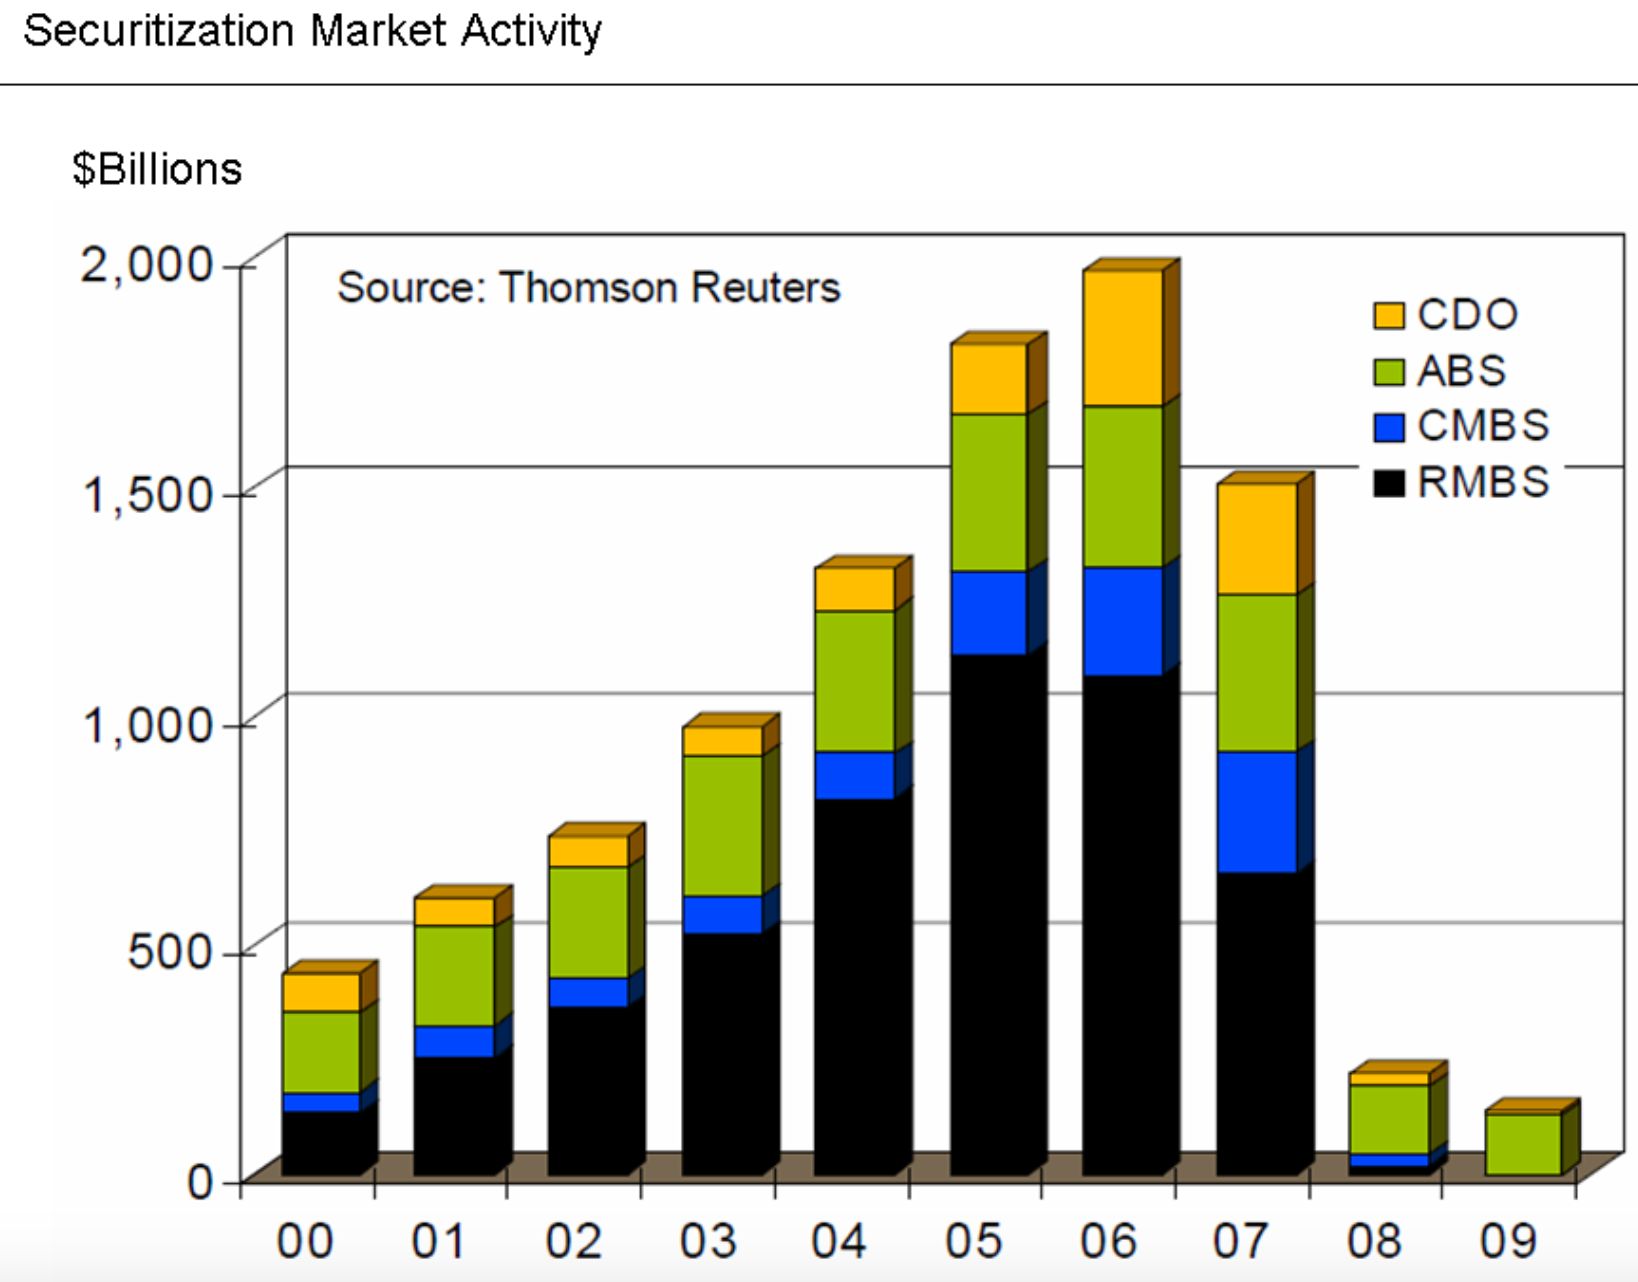 Securitization Market Activity
$Billions
2,000
Source: Thomson Reuters
CDO
ABS
CMBS
1,500
RMBS
1,000
500
0
00 01 02 03 04 05 06 07 08 09